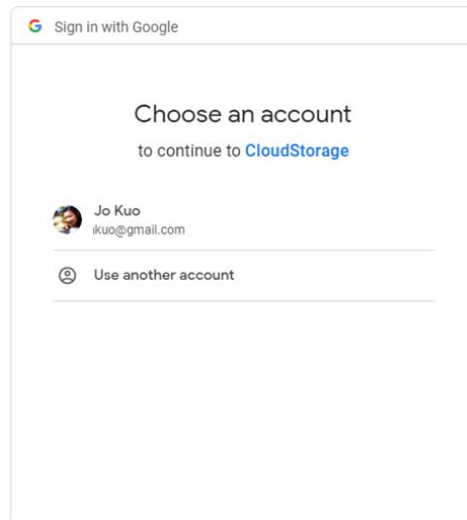 Sign in with Google
Choose an account
to continue to CloudStorage
Jo Kuo
kuo@gmail.com
Use another account